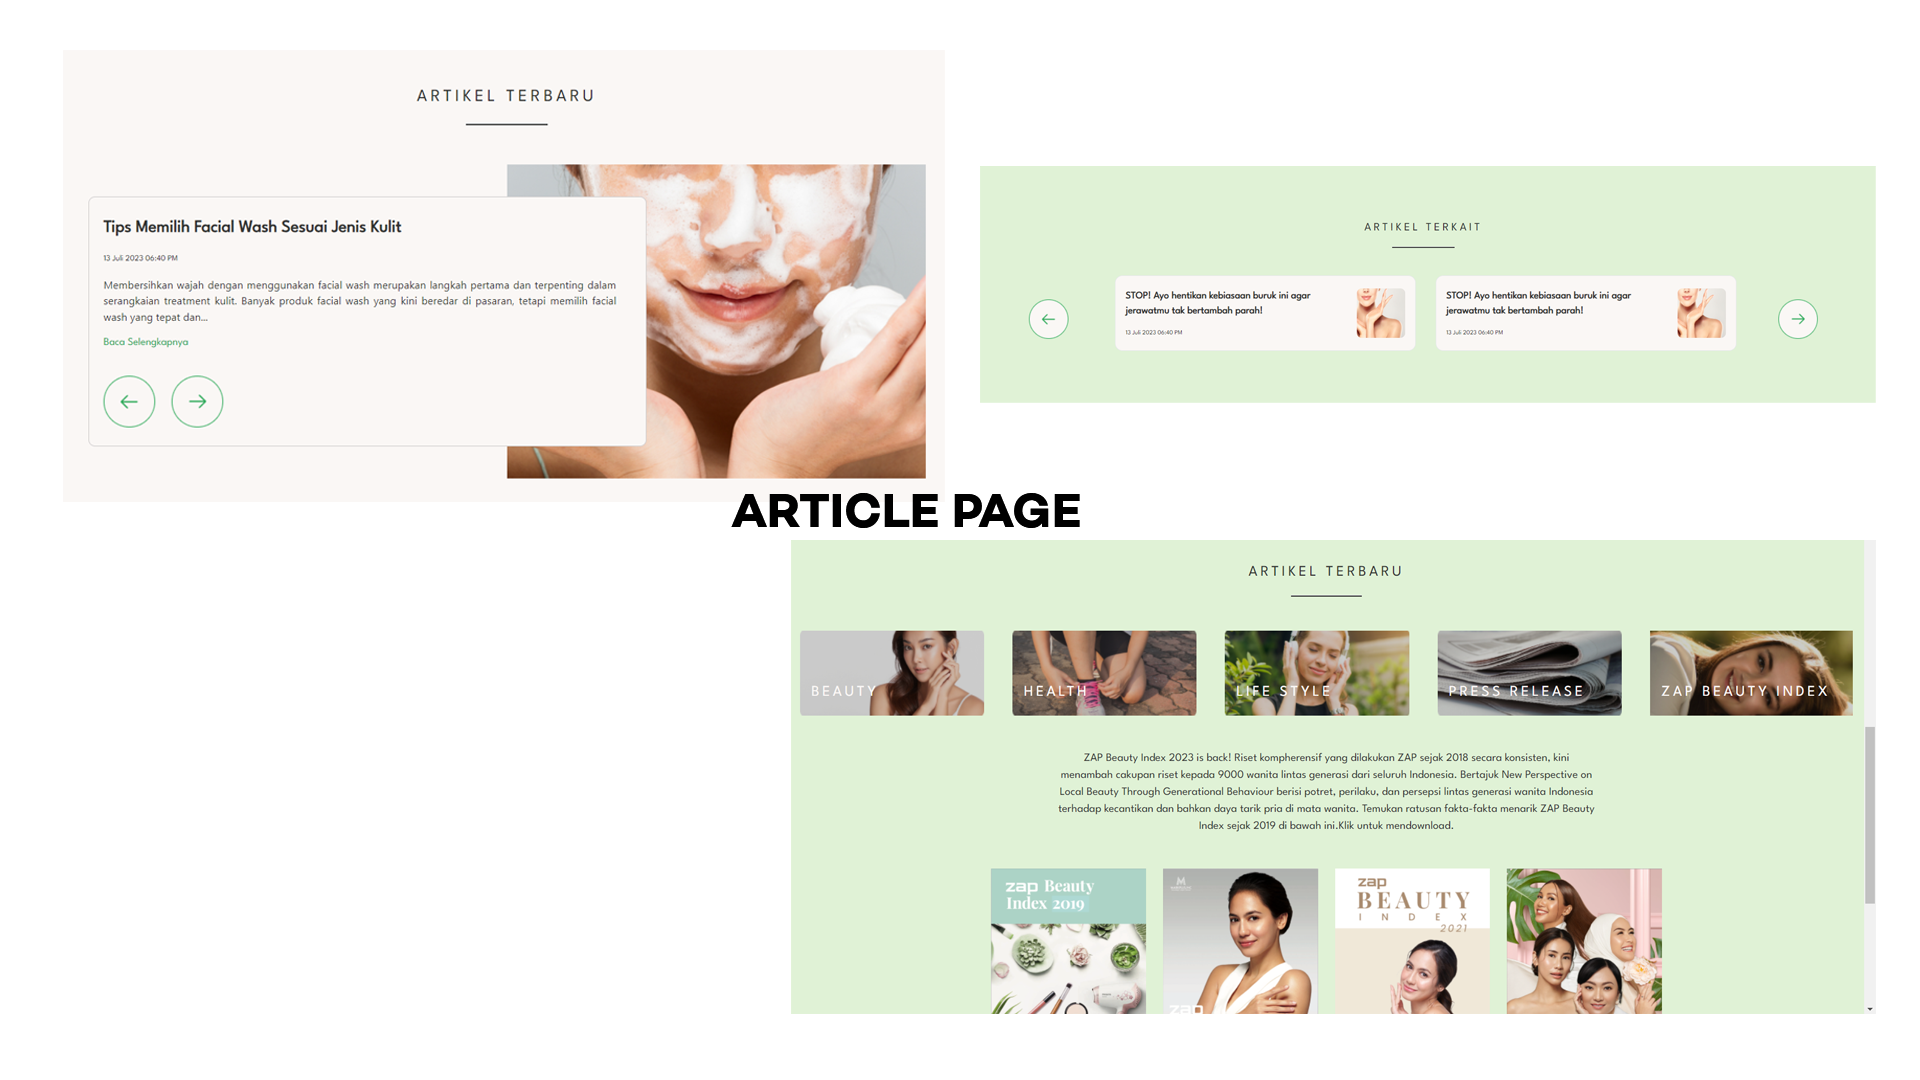 ARTIKEL TERBARU
Tips Memilih Facial Wash Sesuai Jenis Kulit
13 Juli 2023 06:40 PM
Membersihkan wajah dengan menggunakan facial wash merupakan langkah pertama dan terpenting dalam
serangkaian treatment kulit. Banyak produk facial wash yang kini beredar di pasaran, tetapi memilih facial
wash yang tepat dan...
Baca Selengkapnya
ARTIKEL TERKAIT
STOP! Ayo hentikan kebiasaan buruk ini agar
jerawatmu tak bertambah parah!
13 Juli 2023 06:40 PM
STOP! Ayo hentikan kebiasaan buruk ini agar
jerawatmu tak bertambah parah!
13 Juli 2023 06:40 PM
ARTICLE PAGE
ARTIKEL TERBARU
BEAUTY
HEALTH
LIFE STYLE
PRESS RELEASE
ZAP BEAUTY INDEX
ZAP Beauty Index 2023 is back! Riset kompherensif yang dilakukan ZAP sejak 2018 secara konsisten, kini
menambah cakupan riset kepada 9000 wanita lintas generasi dari seluruh Indonesia. Bertajuk New Perspective on
Local Beauty Through Generational Behaviour berisi potret, perilaku, dan persepsi lintas generasi wanita Indonesia
terhadap kecantikan dan bahkan daya tarik pria di mata wanita. Temukan ratusan fakta-fakta menarik ZAP Beauty
Index sejak 2019 di bawah ini.Klik untuk mendownload.
zap Beauty
Index 2019
zap
zap
BEAUTY
INDEX
2021